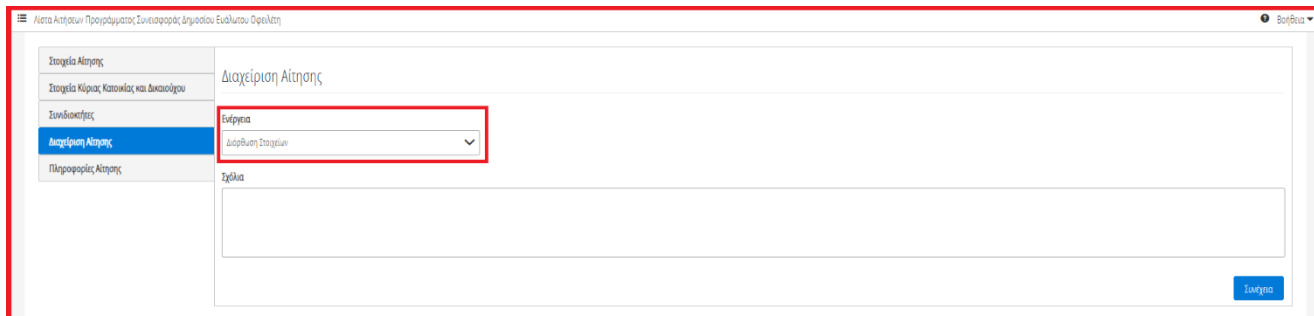 Λίστα Αιτήσεων Προγράμματος Συνεισφοράς Δημοσίου Ευάλωτου Οφειλέτη
Βοήθεια
Στοιχεία Αίτησης
Στοιχεία Κύριας Κατοικίας και Δικαιούχου
Συνιδιοκτήτες
Διαχείριση Αίτησης
Πληροφορίες Αίτησης
Διαχείριση Αίτησης
Ενέργεια
Διόρθωση Στοιχείων
Σχόλια
Συνέχεια